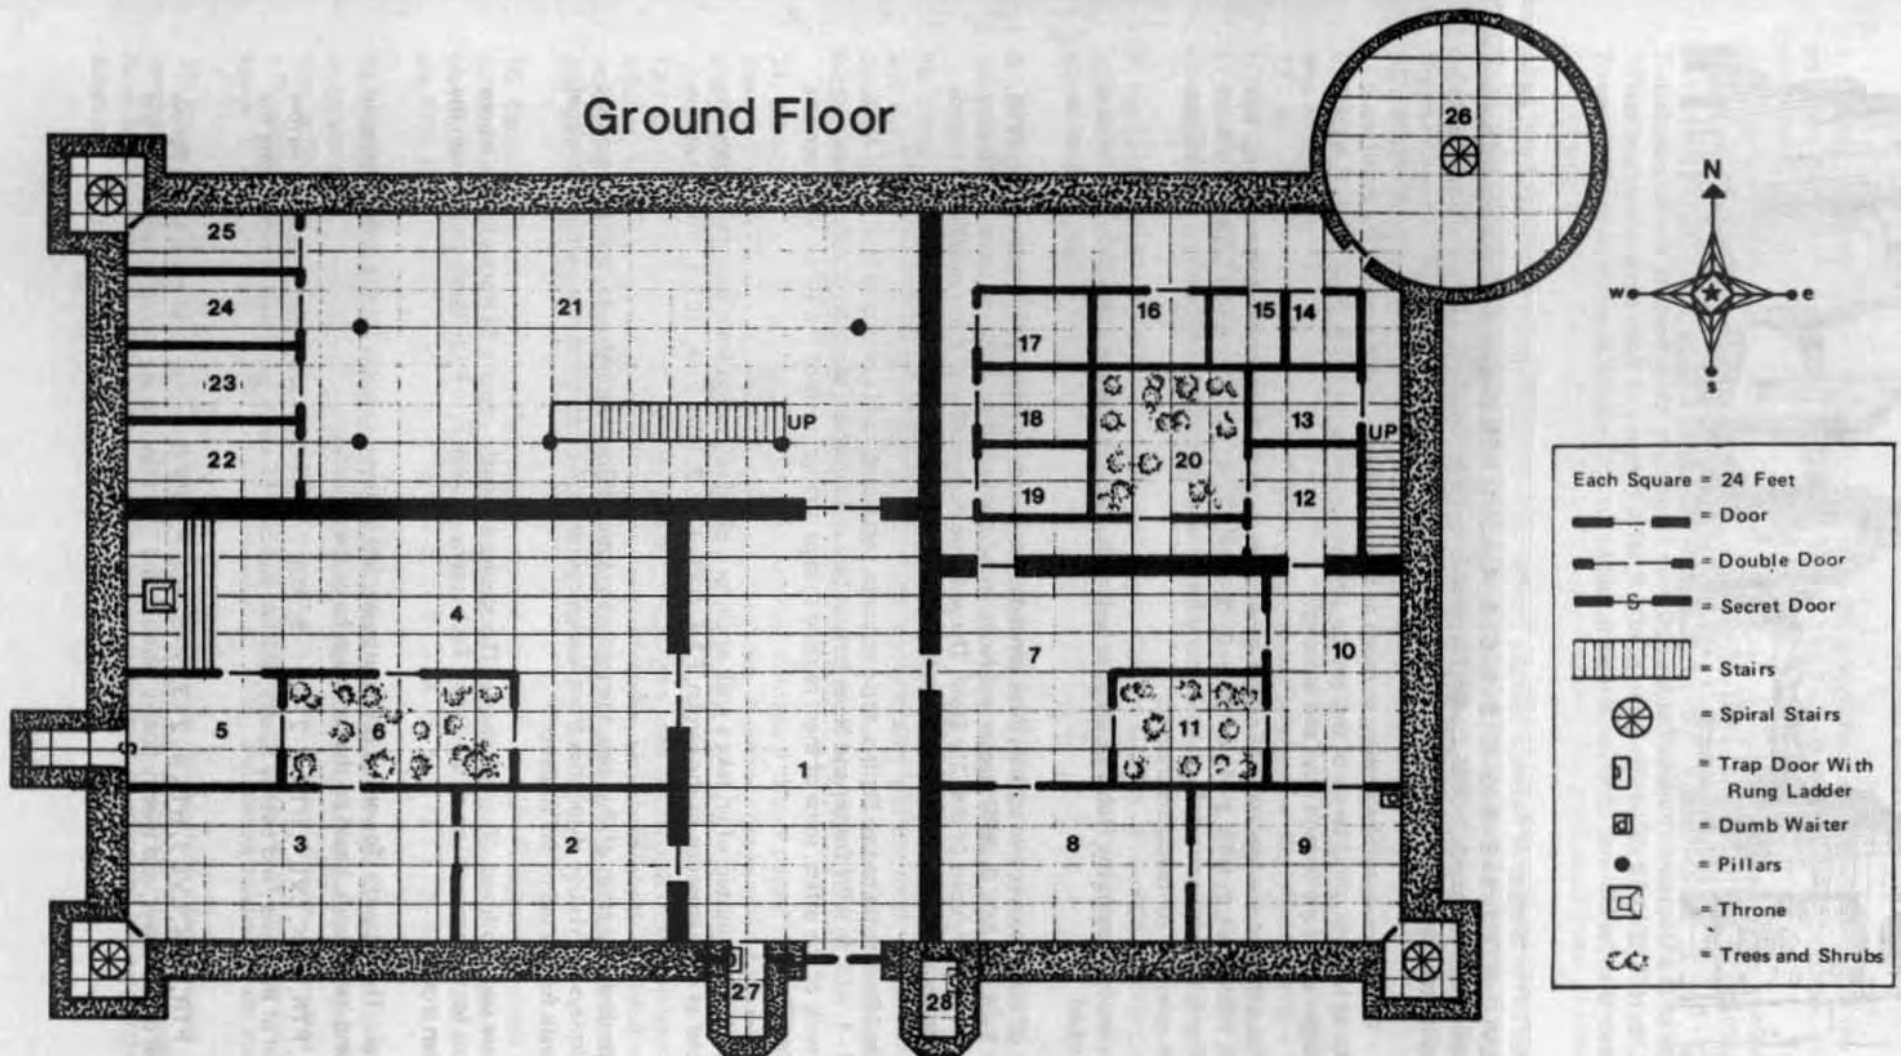 Ground Floor
26
N
w
e
s
25
24
21
16
15
14
17
23
UP
18
13
UP
22
20
19
12
4
7
10
5
6
11
1
3
2
8
9
27
28
Each Square = 24 Feet
= Door
= Double Door
S
= Secret Door
= Stairs
= Spiral Stairs
= Trap Door With
Rung Ladder
d
= Dumb Waiter
= Pillars
= Throne
= Trees and Shrubs